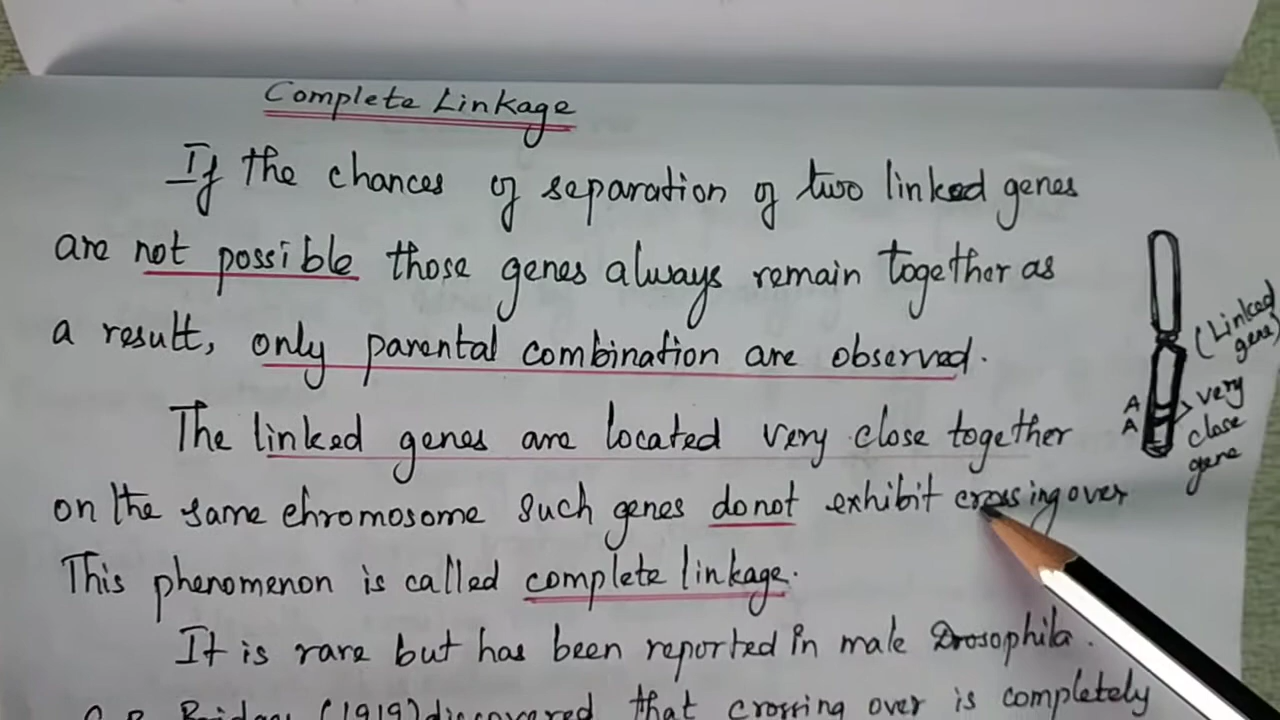 Complete Linkage
If the chances of separation of two linked genes
are not possible those genes always remain together as
a result, only parental combination are observed.
The linked genes are located very close together
on the same chromosome such genes donot exhibit crossing over
This phenomenon is called complete linkage.
It is rare but has been reported in male Drosophila.
(1919) discovered that crossing over is completely
(Linked
gene)
A
A
very
close
gene